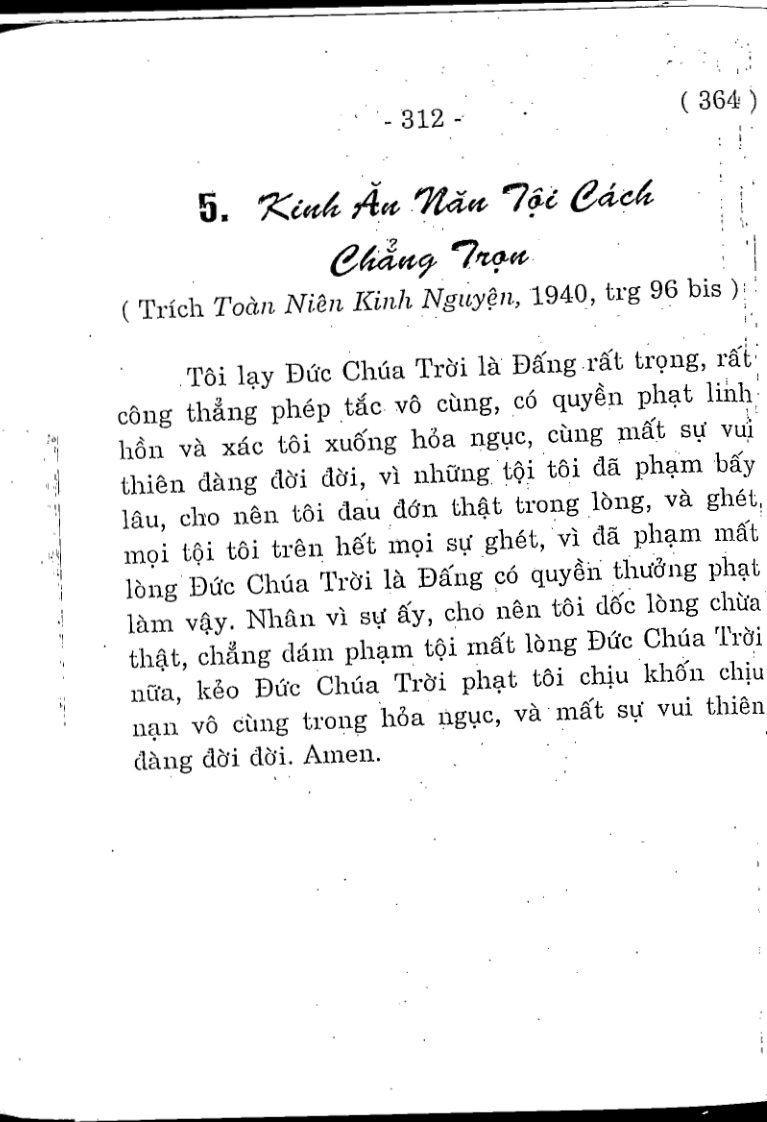 - 312 -
( 364 )
5. Kinh Ăn Năn Tội Cách
Chẳng Trọn
( Trích Toàn Niên Kinh Nguyện, 1940, trg 96 bis )
Tôi lạy Đức Chúa Trời là Đấng rất trọng, rất
công thẳng phép tắc vô cùng, có quyền phạt linh
hồn và xác tôi xuống hỏa ngục, cùng mất sự vui
thiên đàng đời đời, vì những tội tôi đã phạm bấy
lâu, cho nên tôi đau đớn thật trong lòng, và ghét
mọi tội tôi trên hết mọi sự ghét, vì đã phạm mất
lòng Đức Chúa Trời là Đấng có quyền thưởng phạt
làm vậy. Nhân vì sự ấy, cho nên tôi dốc lòng chừa
thật, chẳng dám phạm tội mất lòng Đức Chúa Trời
nữa, kẻo Đức Chúa Trời phạt tôi chịu khốn chịu
nạn vô cùng trong hỏa ngục, và mất sự vui thiên
đàng đời đời. Amen.